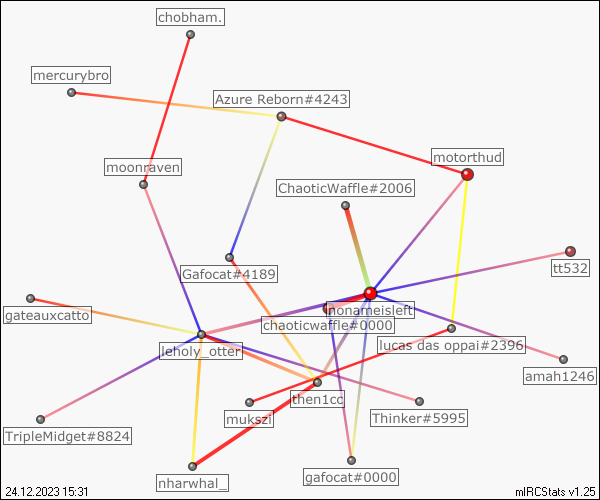 chobham.
mercurybro
Azure Reborn#4243
motorthud
moonraven
ChaoticWaffle#2006
Gafocat#4189
tt532
nonameisleft
gateauxcatto
chaoticwaffle#0000
leholy_otter
lucas das oppai#2396
amah1246
then1cc
mukszi
Thinker#5995
TripleMidget#8824
gafocat#0000
nharwhal_
24.12.2023 15:31
mIRCStats v1.25